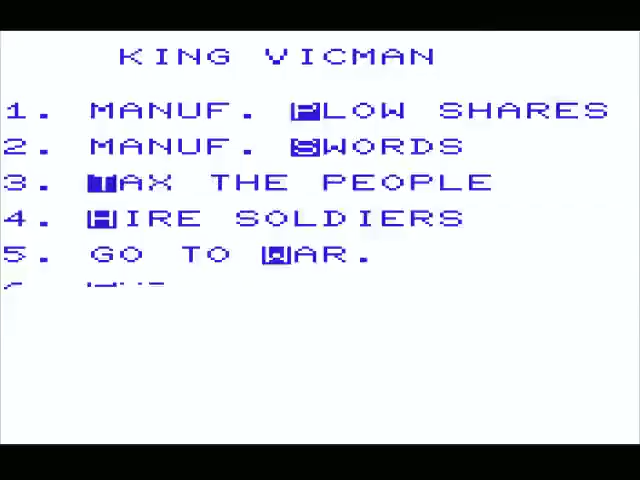 KING VICMAN
1. MANUF. PLOW SHARES
2. MANUF. SWORDS
3. TAX THE PEOPLE
4. HIRE SOLDIERS
5. GO TO WAR.